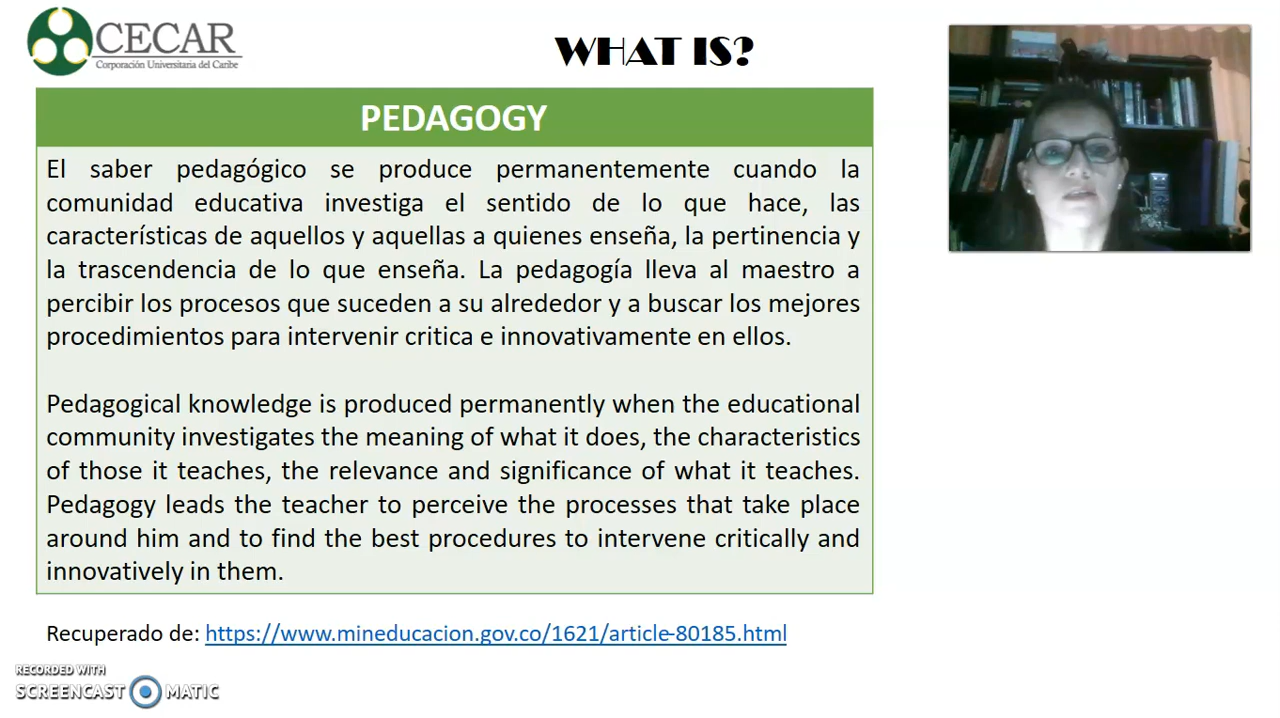 CECAR
Corporación Universitaria del Caribe
WHAT IS?
PEDAGOGY
El saber pedagógico se produce permanentemente cuando la
comunidad educativa investiga el sentido de lo que hace, las
características de aquellos y aquellas a quienes enseña, la pertinencia y
la trascendencia de lo que enseña. La pedagogía lleva al maestro a
percibir los procesos que suceden a su alrededor y a buscar los mejores
procedimientos para intervenir critica e innovativamente en ellos.
Pedagogical knowledge is produced permanently when the educational
community investigates the meaning of what it does, the characteristics
of those it teaches, the relevance and significance of what it teaches.
Pedagogy leads the teacher to perceive the processes that take place
around him and to find the best procedures to intervene critically and
innovatively in them.
Recuperado de: https://www.mineducacion.gov.co/1621/article-80185.html
RECORDED WITH
SCREENCAST MATIC